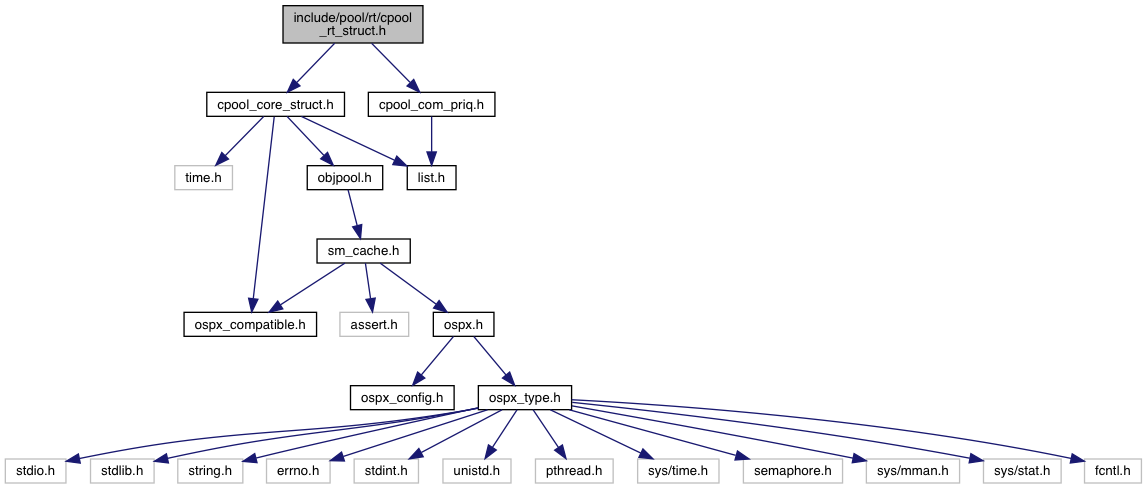 include/pool/rt/cpool
_rt_struct.h
cpool_core_struct.h
cpool_com_priq.h
time.h
objpool.h
list.h
sm_cache.h
ospx_compatible.h
assert.h
ospx.h
ospx_config.h
ospx_type.h
stdio.h
stdlib.h
string.h
errno.h
stdint.h
unistd.h
pthread.h
sys/time.h
semaphore.h
sys/mman.h
sys/stat.h
fcntl.h